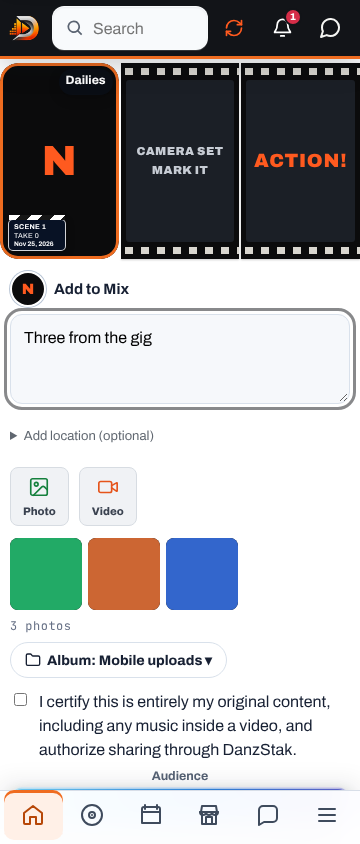 Search
1
Dailies
N
SCENE 1
TAKE 0
Nov 25, 2026
CAMERA SET
MARK IT
ACTION!
N
Add to Mix
Three from the gig
Add location (optional)
Photo
Video
3 photos
Album: Mobile uploads ▾
I certify this is entirely my original content,
including any music inside a video, and
authorize sharing through DanzStak.
Audience